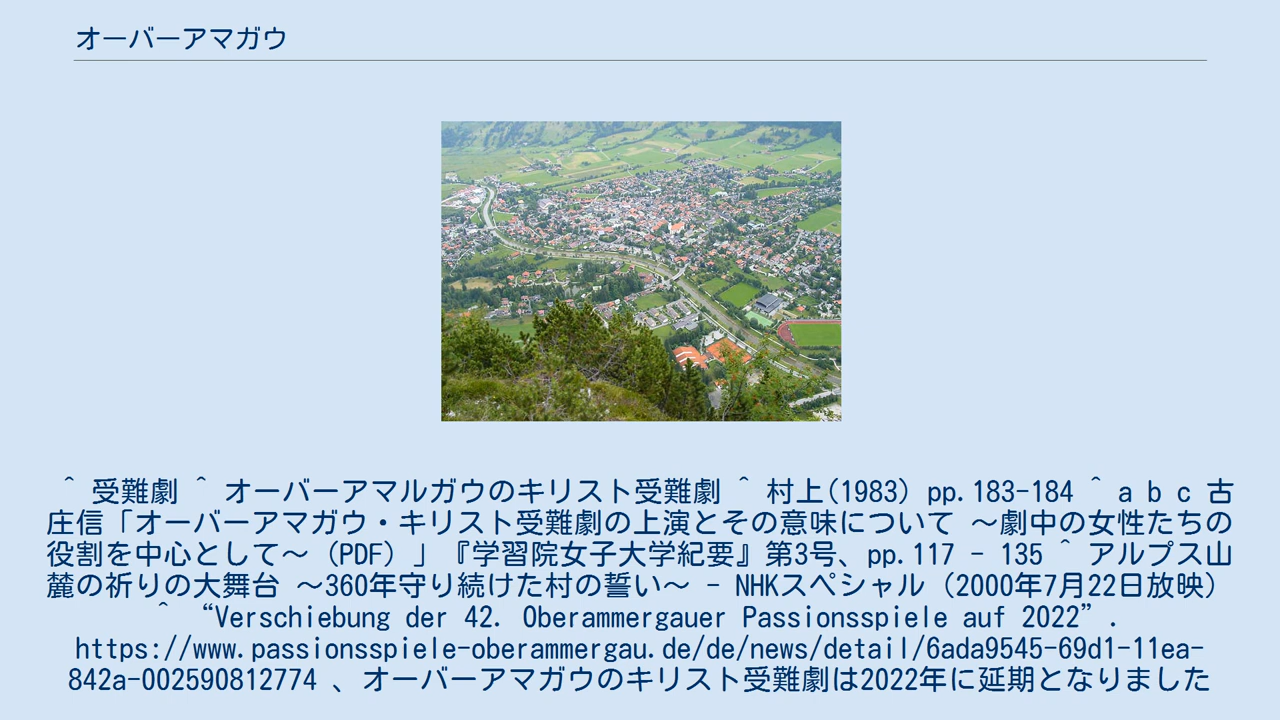 オーバーアマガウ
^ 受難劇 ^ オーバーアマルガウのキリスト受難劇 ^ 村上(1983) pp.183-184 ^ a b c 古
庄信「オーバーアマガウ・キリスト受難劇の上演とその意味について ～劇中の女性たちの
役割を中心として～（PDF）」『学習院女子大学紀要』第3号、pp.117 - 135 ^ アルプス山
麓の祈りの大舞台 ～360年守り続けた村の誓い～ - NHKスペシャル（2000年7月22日放映）
^ “Verschiebung der 42. Oberammergauer Passionsspiele auf 2022”.
https://www.passionsspiele-oberammergau.de/de/news/detail/6ada9545-69d1-11ea-
842a-002590812774 、オーバーアマガウのキリスト受難劇は2022年に延期となりました